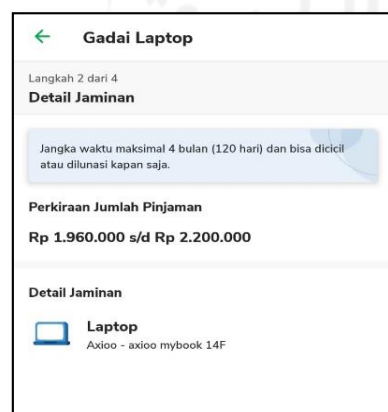 Gadai Laptop
Langkah 2 dari 4
Detail Jaminan
Jangka waktu maksimal 4 bulan (120 hari) dan bisa dicicil
atau dilunasi kapan saja.
Perkiraan Jumlah Pinjaman
Rp 1.960.000 s/d Rp 2.200.000
Detail Jaminan
Laptop
Axioo - axioo mybook 14F